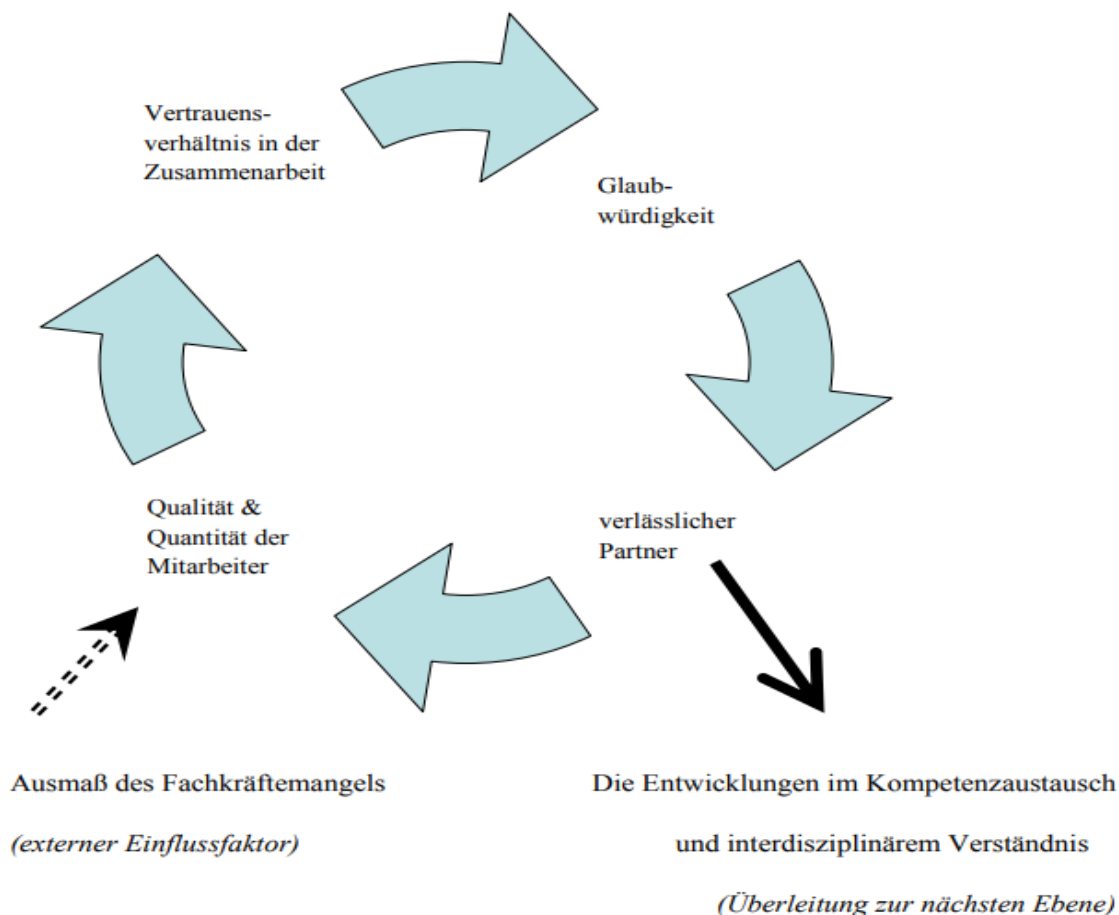 Vertrauens-
verhältnis in der
Zusammenarbeit
Glaub-
würdigkeit
Qualität &
Quantität der
Mitarbeiter
verlässlicher
Partner
Ausmaß des Fachkräftemangels
(externer Einflussfaktor)
Die Entwicklungen im Kompetenzaustausch
und interdisziplinärem Verständnis
(Überleitung zur nächsten Ebene)